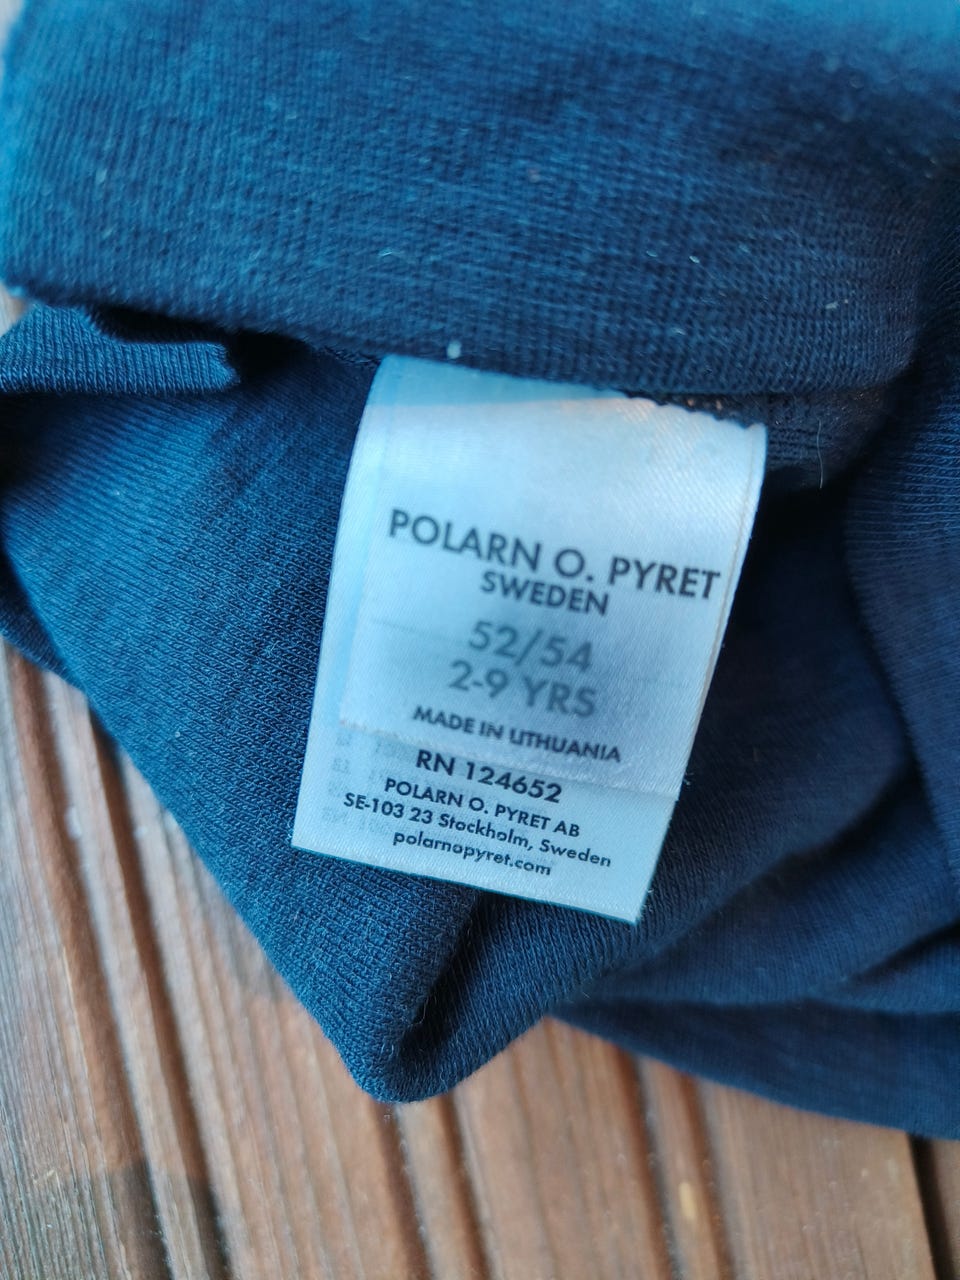 POLARN O. PYRET
SWEDEN
52/54
2-9 YRS
MADE IN LITHUANIA
RN 124652
POLARN O. PYRET AB
SE-103 23 Stockholm, Sweden
polarnopyret.com